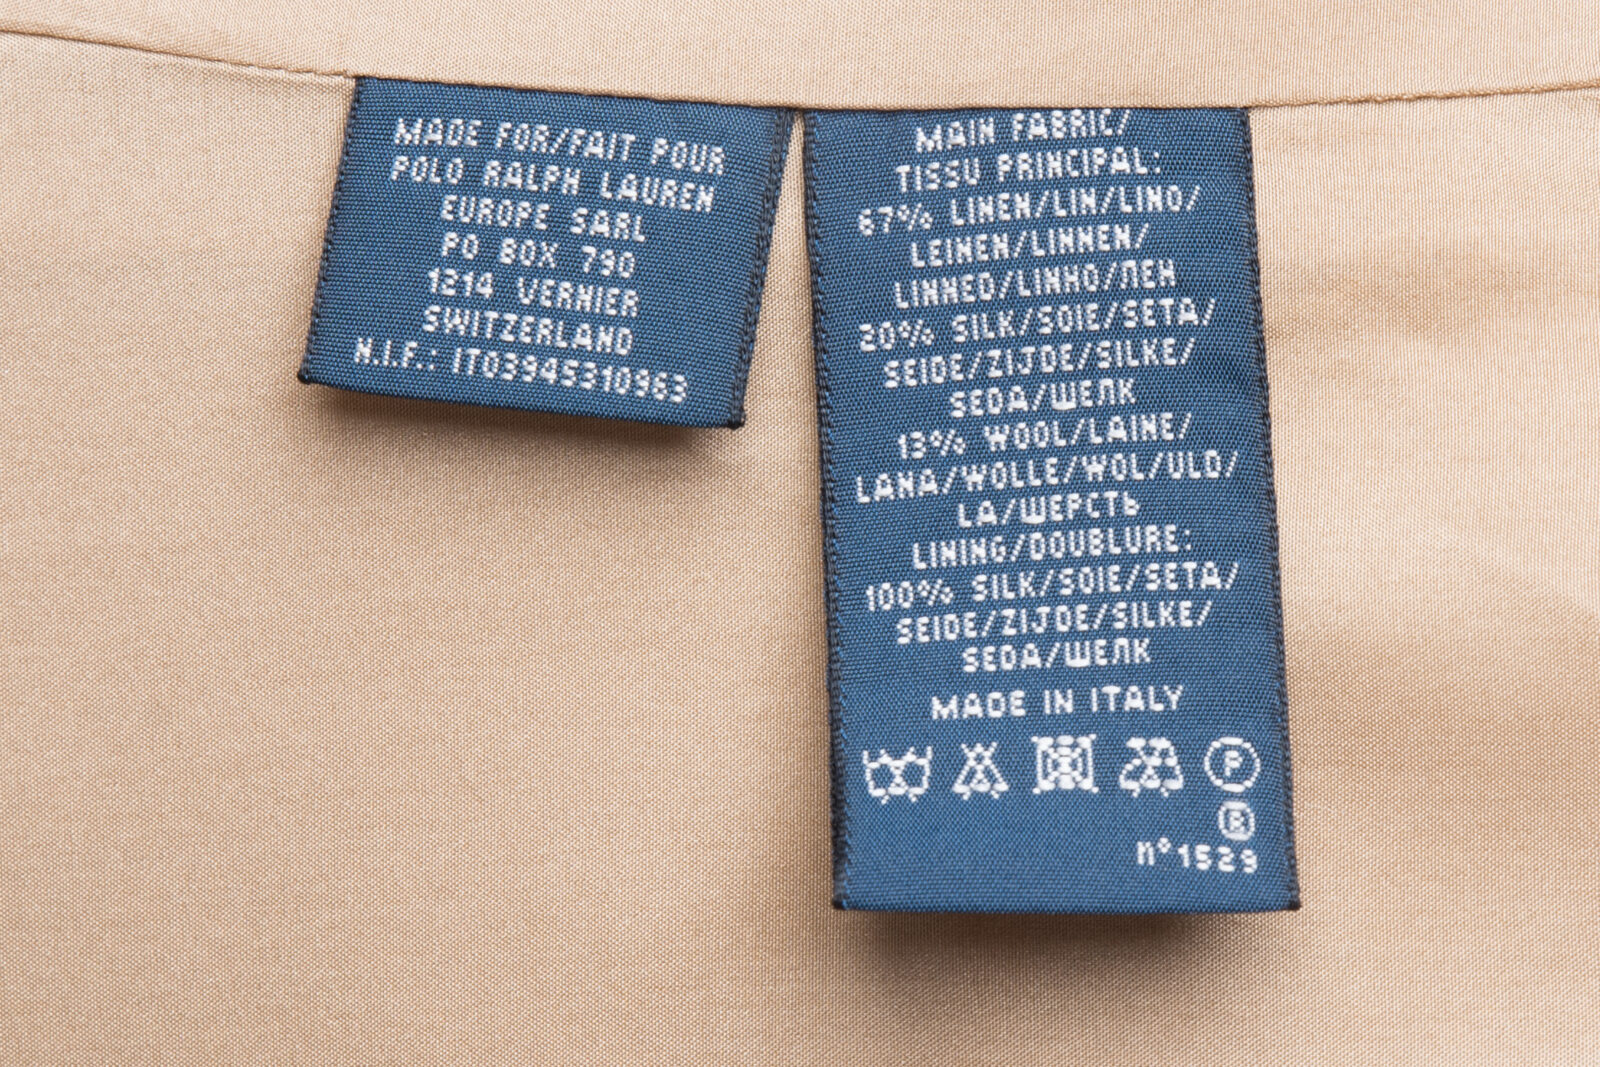 MADE FOR/FAIT POUR
POLO RALPH LAUREN
EUROPE SARL
PO BOX 790
1214 VERNIER
SWITZERLAND
N.I.F.: IT03945310963
MAIN FABRIC/
TISSU PRINCIPAL:
67% LINEN/LIN/LINO/
LEINEN/LINNEN/
LINNED/LINHO/ЛЕН
20% SILK/SOIE/SETA/
SEIDE/ZIJDE/SILKE/
SEDA/ШЕЛК
13% WOOL/LAINE/
LANA/WOLLE/WOL/ULD/
LA/ШЕРСТЬ
LINING/DOUBLURE:
100% SILK/SOIE/SETA/
SEIDE/ZIJDE/SILKE/
SEDA/ШЕЛК
MADE IN ITALY
P
R
n°1529